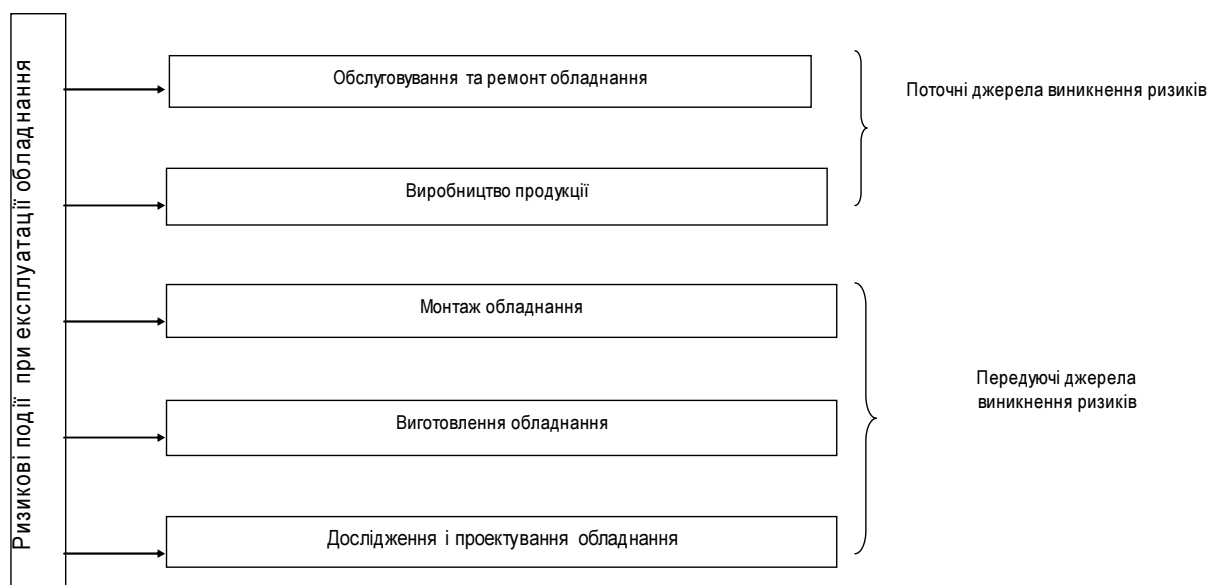 Ризикові події при експлуатації обладнання
Обслуговування та ремонт обладнання
Поточні джерела виникнення ризиків
Виробництво продукції
Монтаж обладнання
Передуючі джерела
виникнення ризиків
Виготовлення обладнання
Дослідження і проектування обладнання